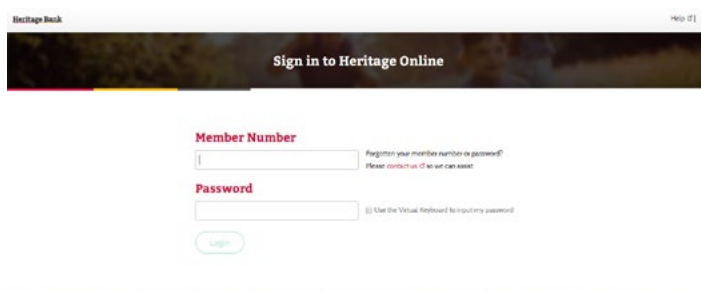 Heritage Bank
Help
Sign in to Heritage Online
Member Number
Forgotten your member number or password?
Please contact us so we can assist
Password
Use the Virtual Keyboard to input my password
Login